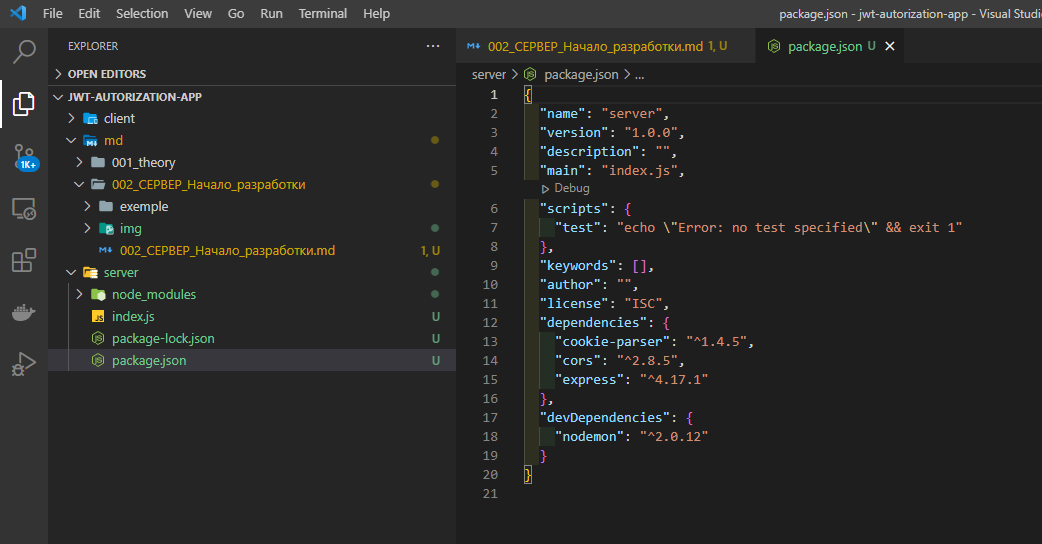 File Edit Selection View Go Run Terminal Help package.json - jwt-autorization-app - Visual Studio
EXPLORER ...
OPEN EDITORS
JWT-AUTORIZATION-APP
client
md
001_theory
002_СЕРВЕР_Начало_разработки
exemple
img
002_СЕРВЕР_Начало_разработки.md 1, U
server
node_modules
index.js U
package-lock.json U
package.json U
1K+
002_СЕРВЕР_Начало_разработки.md 1, U package.json U
server > package.json > ...
1 {
2 "name": "server",
3 "version": "1.0.0",
4 "description": "",
5 "main": "index.js",
Debug
6 "scripts": {
7 "test": "echo \"Error: no test specified\" && exit 1"
8 },
9 "keywords": [],
10 "author": "",
11 "license": "ISC",
12 "dependencies": {
13 "cookie-parser": "^1.4.5",
14 "cors": "^2.8.5",
15 "express": "^4.17.1"
16 },
17 "devDependencies": {
18 "nodemon": "^2.0.12"
19 }
20 }
21